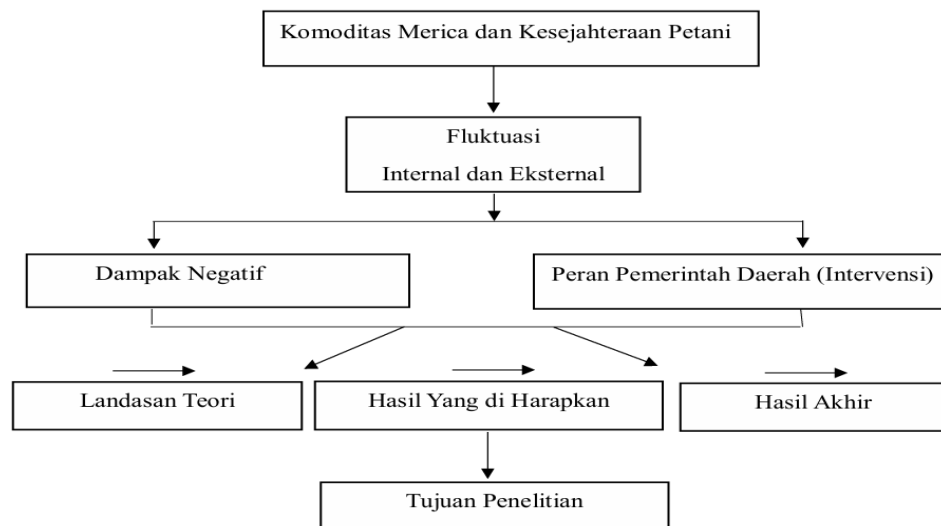 Komoditas Merica dan Kesejahteraan Petani
Fluktuasi
Internal dan Eksternal
Dampak Negatif
Peran Pemerintah Daerah (Intervensi)
Landasan Teori
Hasil Yang di Harapkan
Hasil Akhir
Tujuan Penelitian